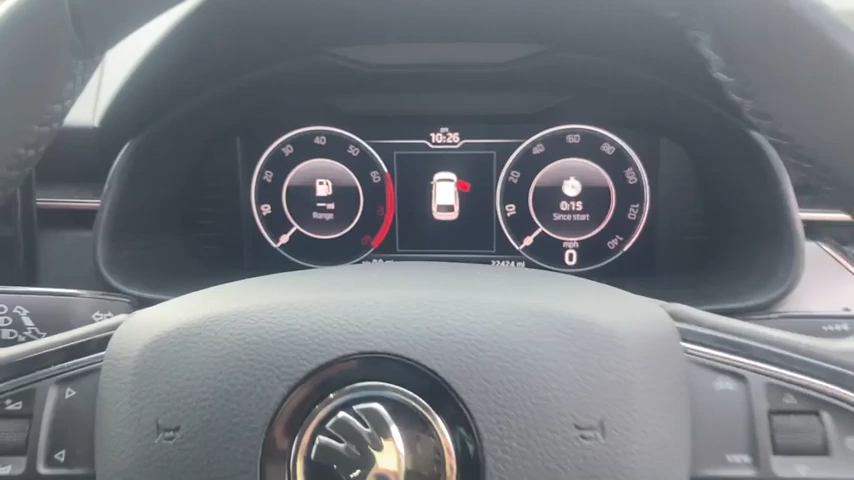 10:26
10 20 30 40 50 60
--- mi
Range
10 20 40 60 80 100 120 140
0:15
Since start
mph
0
22424 mi